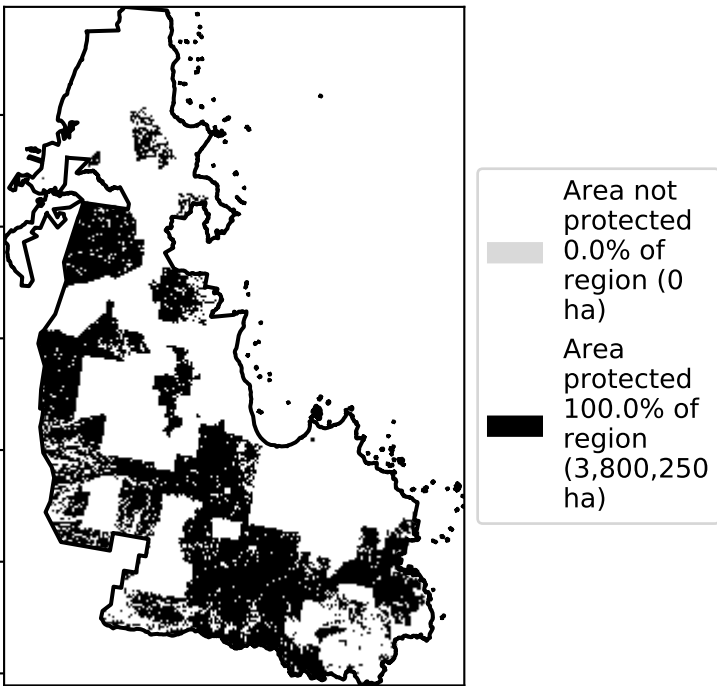 Area not
protected
0.0% of
region (0
ha)
Area
protected
100.0% of
region
(3,800,250
ha)